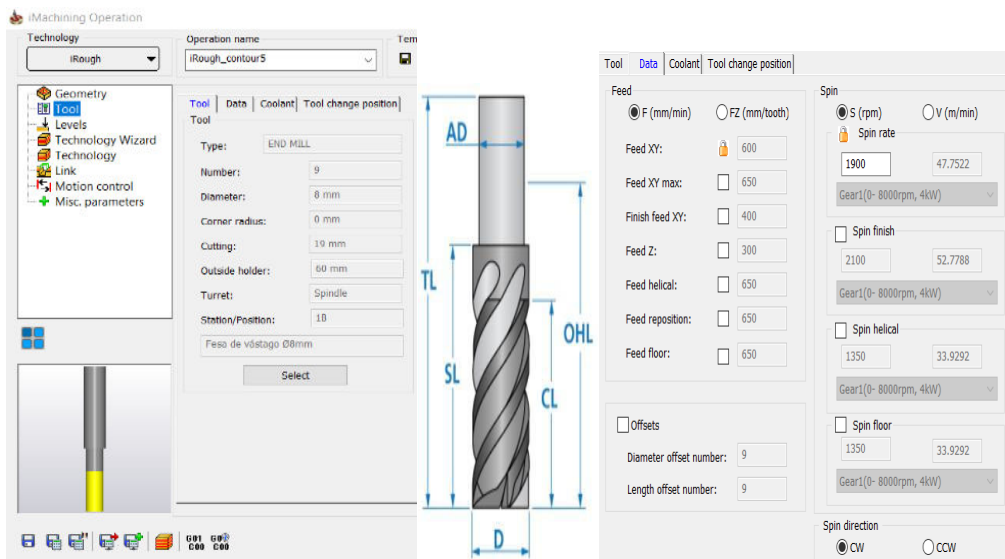 iMachining Operation
Technology
iRough
Operation name
iRough_contour5
Tem
Geometry
Tool
Levels
Technology Wizard
Technology
Link
Motion control
Misc. parameters
Tool Data Coolant Tool change position
Tool
Type: END MILL
Number: 9
Diameter: 8 mm
Corner radius: 0 mm
Cutting: 19 mm
Outside holder: 60 mm
Turret: Spindle
Station/Position: 1B
Fesa de vástago Ø8mm
Select
G01 G0
C00 C00
AD
TL
OHL
SL
CL
D
Tool Data Coolant Tool change position
Feed
F (mm/min) FZ (mm/tooth)
Feed XY: 600
Feed XY max: 650
Finish feed XY: 400
Feed Z: 300
Feed helical: 650
Feed reposition: 650
Feed floor: 650
Offsets
Diameter offset number: 9
Length offset number: 9
Spin
S (rpm) V (m/min)
Spin rate
1900 47.7522
Gear1(0- 8000rpm, 4kW)
Spin finish
2100 52.7788
Gear1(0- 8000rpm, 4kW)
Spin helical
1350 33.9292
Gear1(0- 8000rpm, 4kW)
Spin floor
1350 33.9292
Gear1(0- 8000rpm, 4kW)
Spin direction
CW CCW